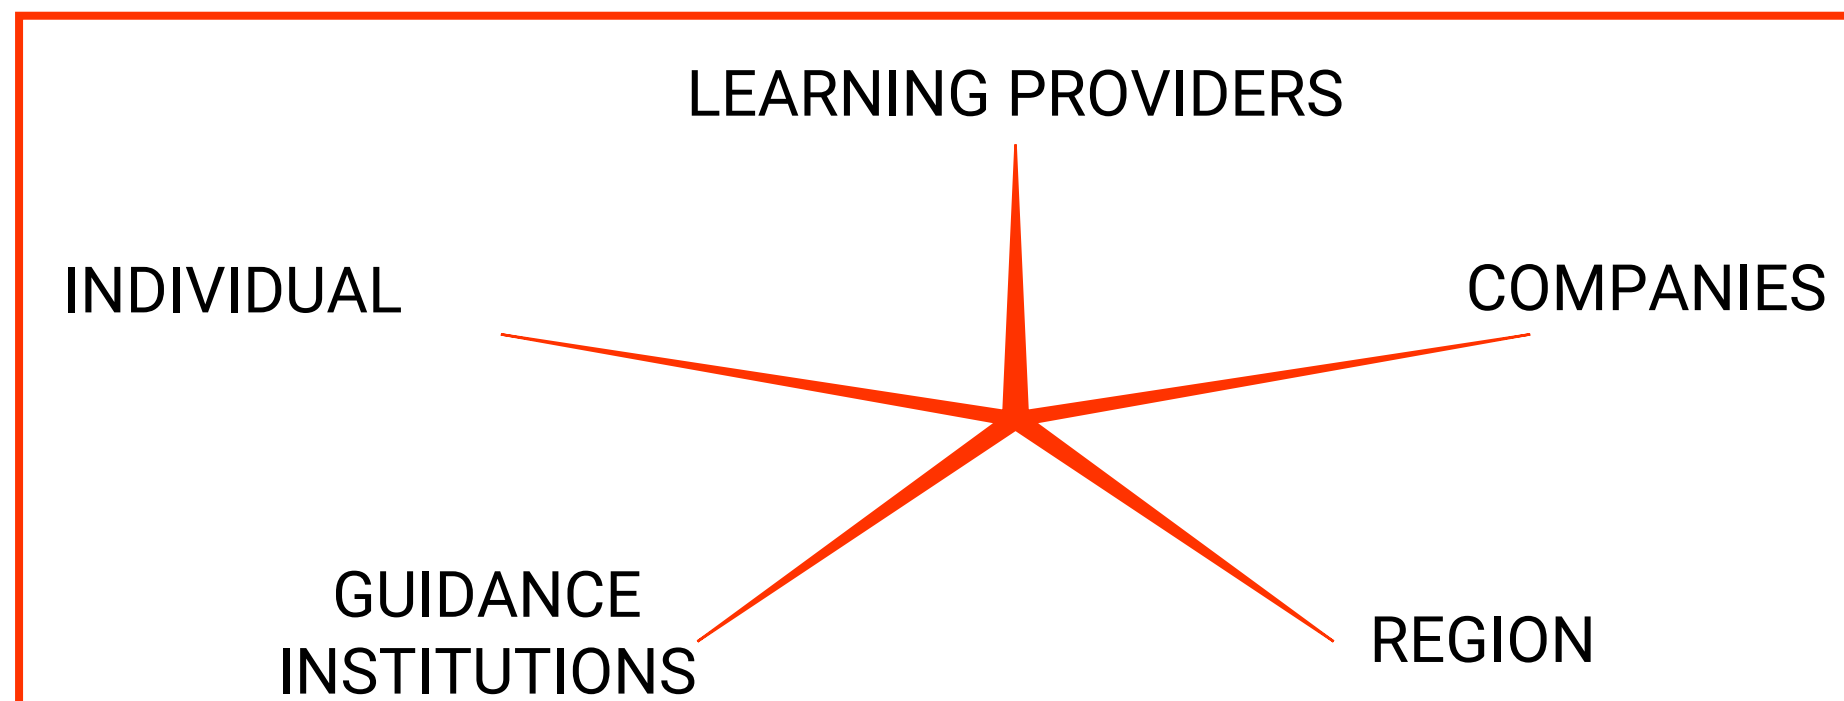 LEARNING PROVIDERS
INDIVIDUAL
COMPANIES
GUIDANCE
INSTITUTIONS
REGION